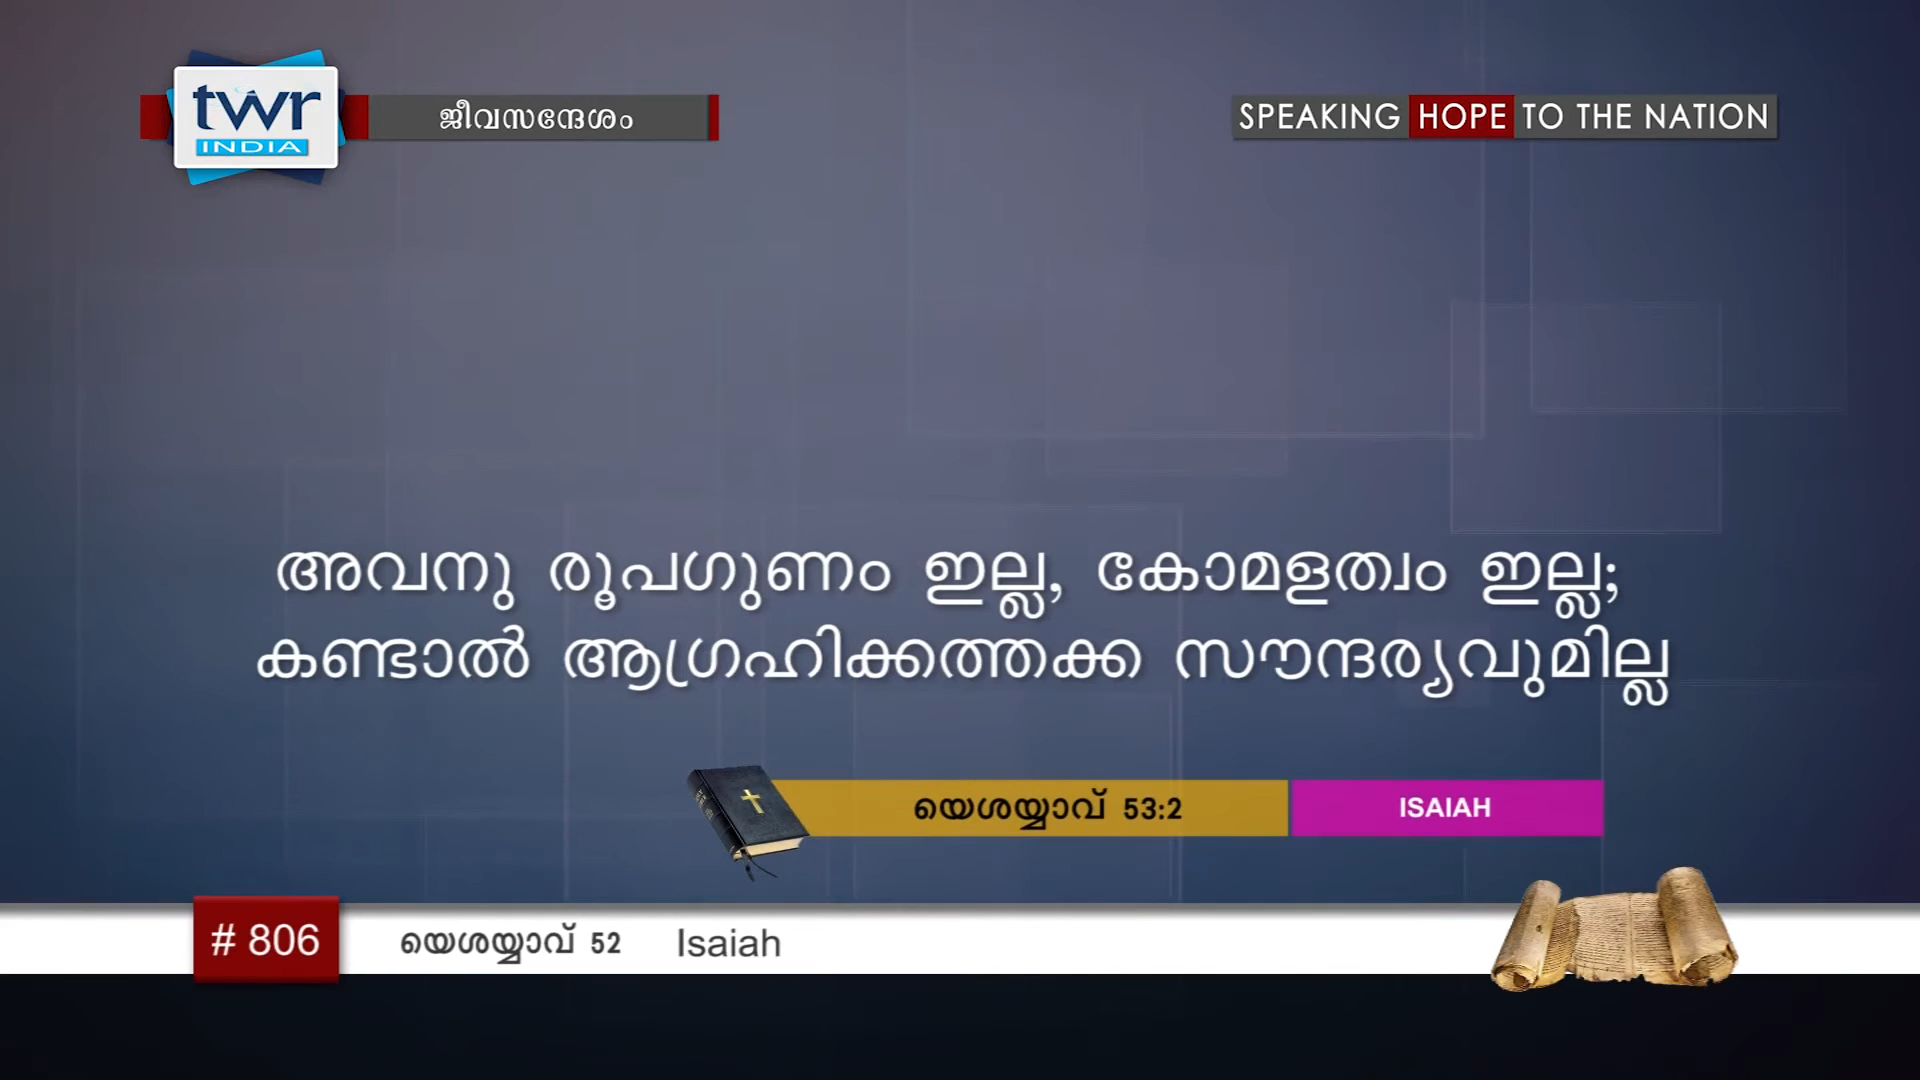 twr
INDIA
ജീവസന്ദേശം
SPEAKING HOPE TO THE NATION
അവനു രൂപഗുണം ഇല്ല, കോമളത്വം ഇല്ല;
കണ്ടാൽ ആഗ്രഹിക്കത്തക്ക സൗന്ദര്യവുമില്ല
യെശയ്യാവ് 53:2
ISAIAH
# 806
യെശയ്യാവ് 52 Isaiah